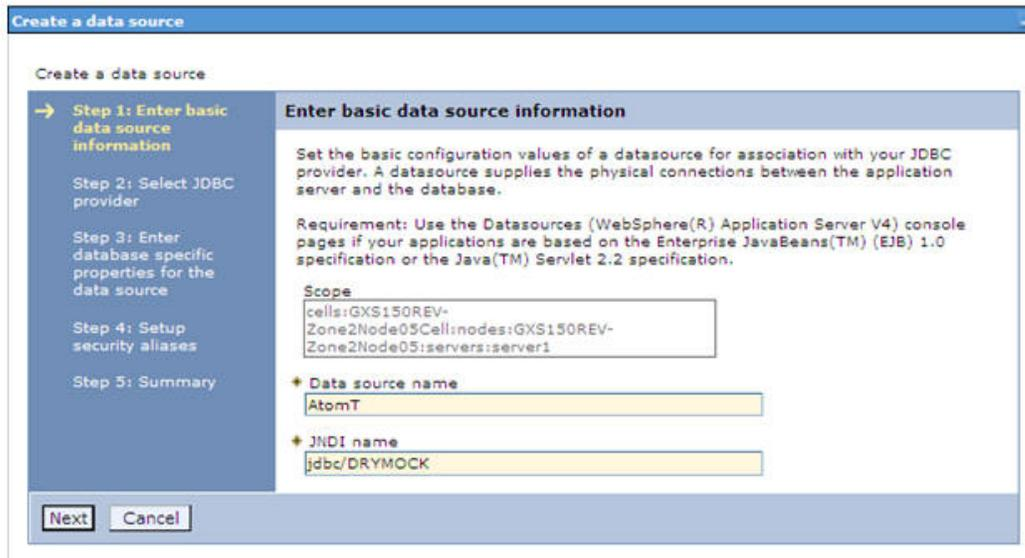 Create a data source
Create a data source
Step 1: Enter basic
data source
information
Step 2: Select JDBC
provider
Step 3: Enter
database specific
properties for the
data source
Step 4: Setup
security aliases
Step 5: Summary
Enter basic data source information
Set the basic configuration values of a datasource for association with your JDBC
provider. A datasource supplies the physical connections between the application
server and the database.
Requirement: Use the Datasources (WebSphere(R) Application Server V4) console
pages if your applications are based on the Enterprise JavaBeans(TM) (EJB) 1.0
specification or the Java(TM) Servlet 2.2 specification.
Scope
cells:GXS150REV-
Zone2Node05Cell:nodes:GXS150REV-
Zone2Node05:servers:server1
Data source name
AtomT
JNDI name
jdbc/DRYMOCK
Next Cancel